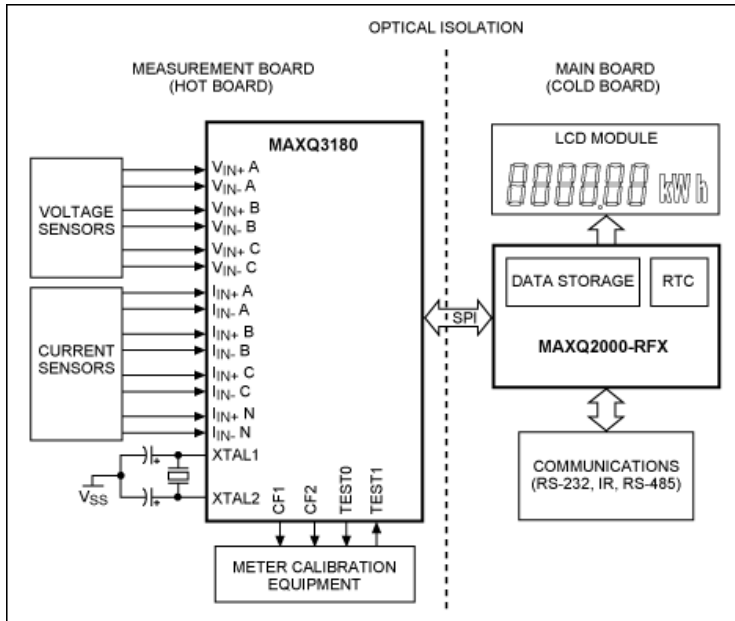 OPTICAL ISOLATION
MEASUREMENT BOARD
(HOT BOARD)
MAIN BOARD
(COLD BOARD)
MAXQ3180
VOLTAGE
SENSORS
VIN+ A
VIN- A
VIN+ B
VIN- B
VIN+ C
VIN- C
CURRENT
SENSORS
IIN+ A
IIN- A
IIN+ B
IIN- B
IIN+ C
IIN- C
IIN+ N
IIN- N
XTAL1
XTAL2
VSS
CF1
CF2
TEST0
TEST1
METER CALIBRATION
EQUIPMENT
SPI
LCD MODULE
888888.88 kWh
DATA STORAGE
RTC
MAXQ2000-RFX
COMMUNICATIONS
(RS-232, IR, RS-485)